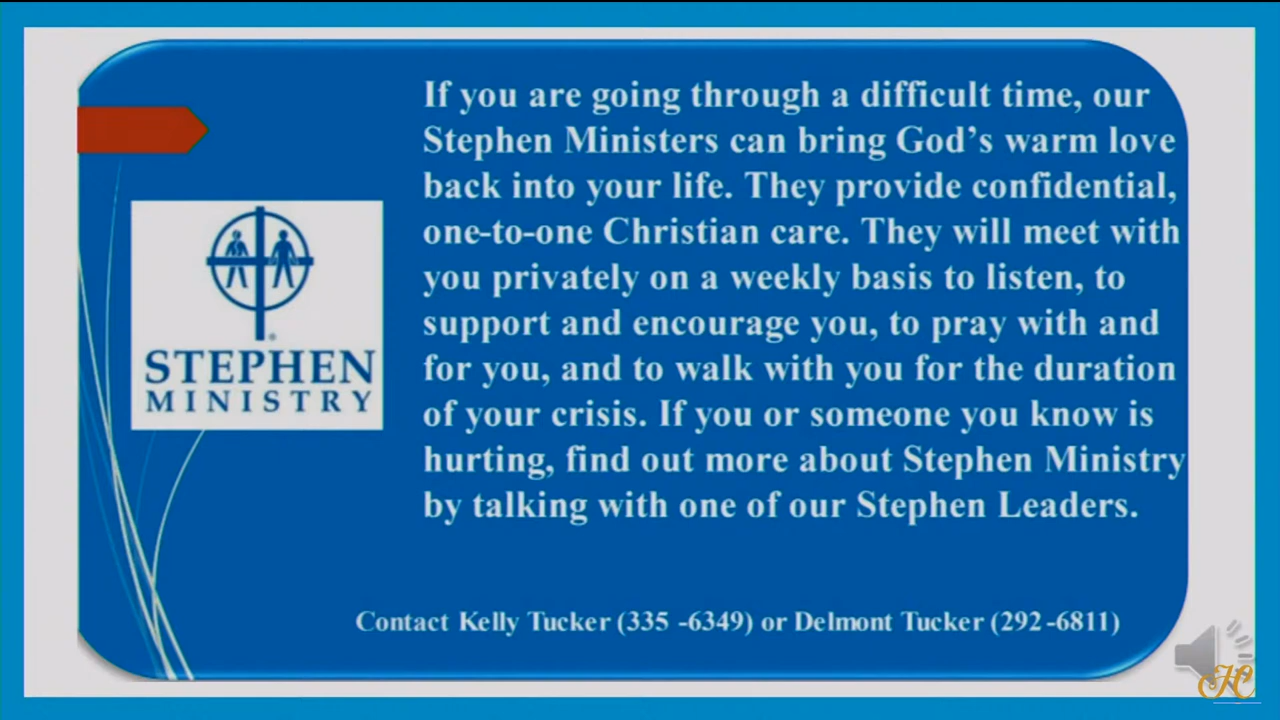 If you are going through a difficult time, our
Stephen Ministers can bring God's warm love
back into your life. They provide confidential,
one-to-one Christian care. They will meet with
you privately on a weekly basis to listen, to
support and encourage you, to pray with and
for you, and to walk with you for the duration
of your crisis. If you or someone you know is
hurting, find out more about Stephen Ministry
by talking with one of our Stephen Leaders.
STEPHEN
MINISTRY
Contact Kelly Tucker (335 -6349) or Delmont Tucker (292 -6811)